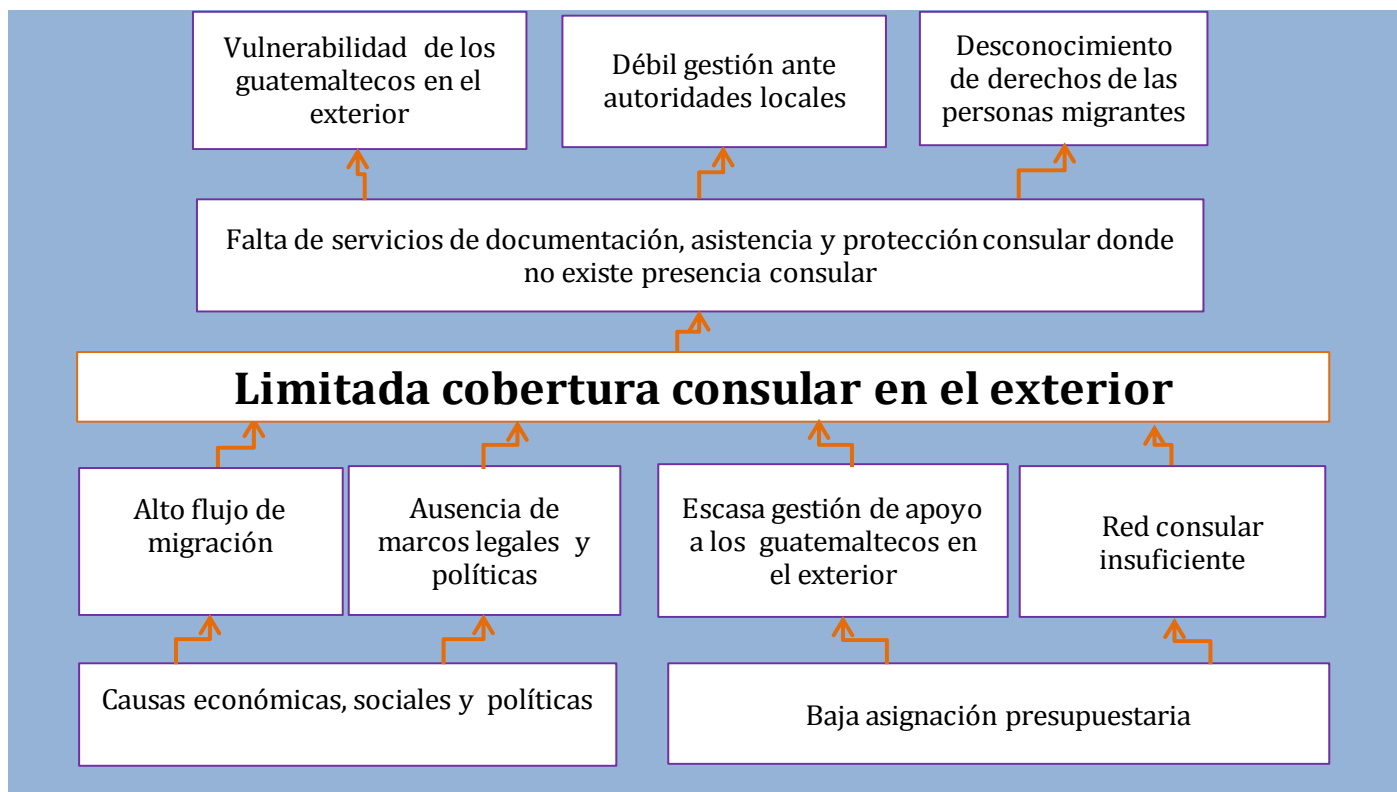 Vulnerabilidad de los
guatemaltecos en el
exterior
Débil gestión ante
autoridades locales
Desconocimiento
de derechos de las
personas migrantes
Falta de servicios de documentación, asistencia y protección consular donde
no existe presencia consular
Limitada cobertura consular en el exterior
Alto flujo de
migración
Ausencia de
marcos legales y
políticas
Escasa gestión de apoyo
a los guatemaltecos en
el exterior
Red consular
insuficiente
Causas económicas, sociales y políticas
Baja asignación presupuestaria